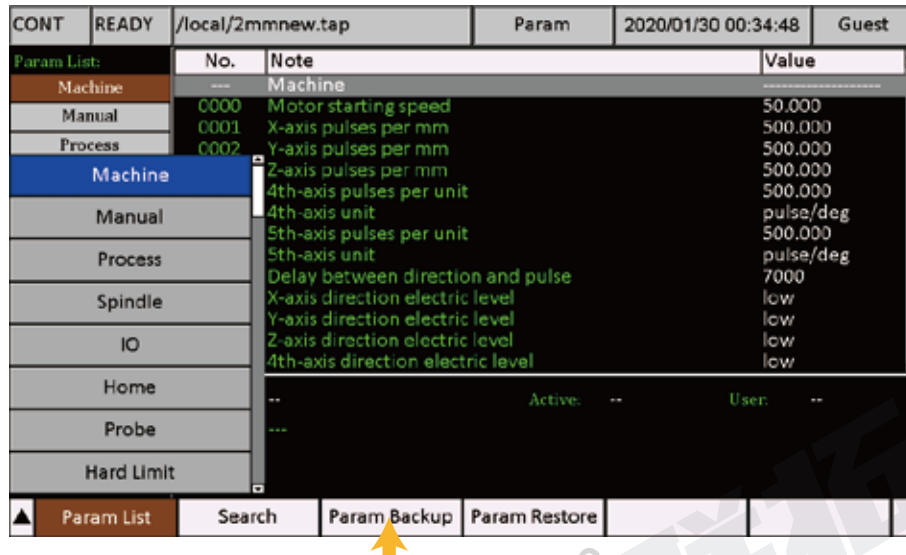 CONT READY /local/2mmnew.tap Param 2020/01/30 00:34:48 Guest
Param List: No. Note Value
Machine --- Machine -------------------
0000 Motor starting speed 50.000
Manual
0001 X-axis pulses per mm 500.000
Process 0002 Y-axis pulses per mm 500.000
Z-axis pulses per mm 500.000
Machine
4th-axis pulses per unit 500.000
Manual 4th-axis unit pulse/deg
5th-axis pulses per unit 500.000
Process 5th-axis unit pulse/deg
Delay between direction and pulse 7000
Spindle X-axis direction electric level low
Y-axis direction electric level low
IO Z-axis direction electric level low
4th-axis direction electric level low
Home
-- Active: -- User: --
Probe ---
Hard Limit
▲ Param List Search Param Backup Param Restore